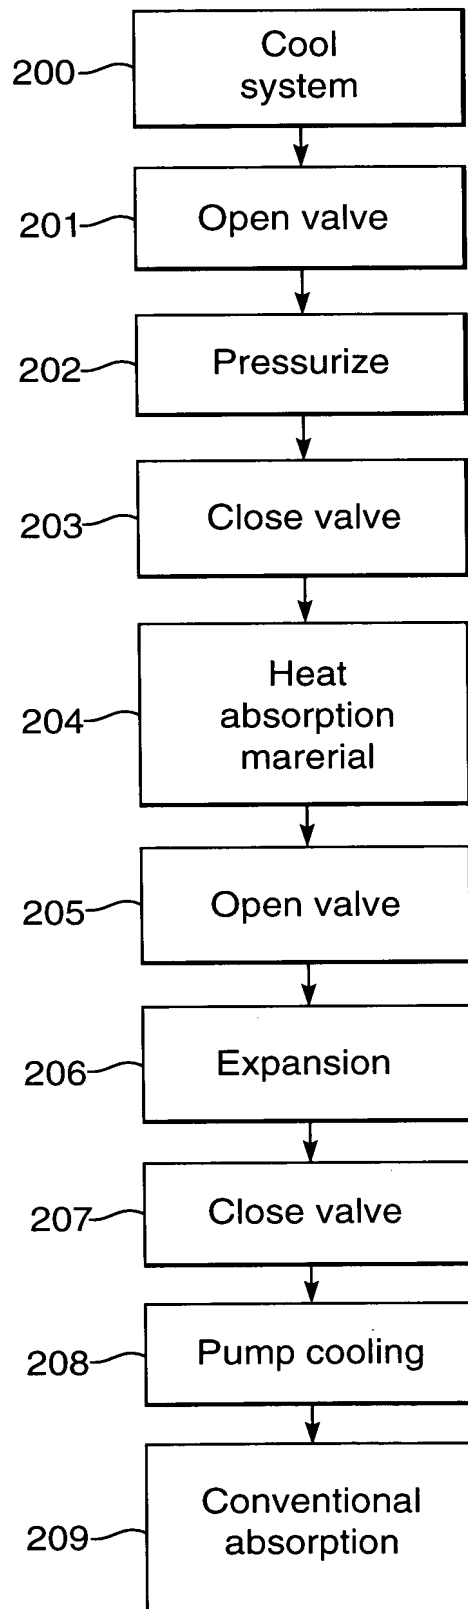 200
Cool
system
201
Open valve
202
Pressurize
203
Close valve
204
Heat
absorption
marerial
205
Open valve
206
Expansion
207
Close valve
208
Pump cooling
209
Conventional
absorption